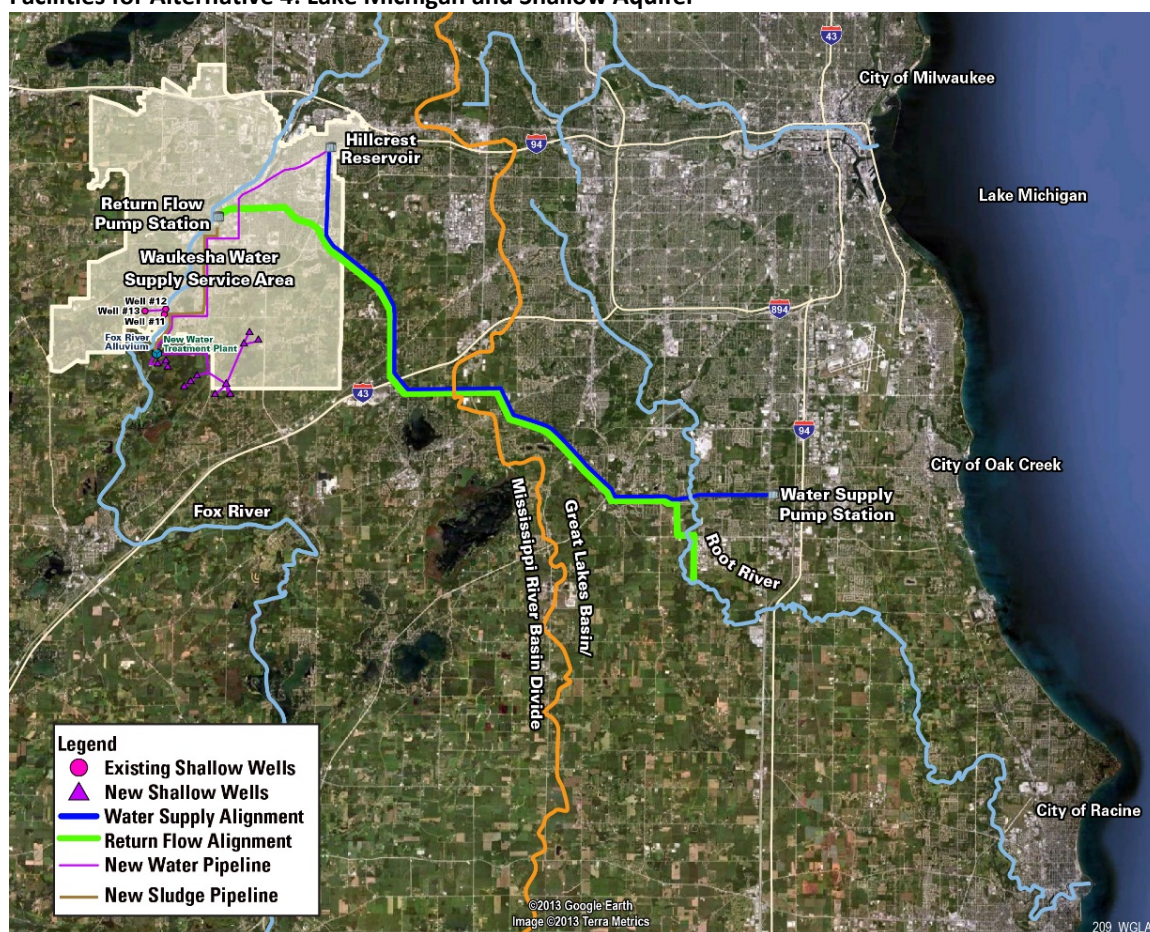 Facilities for Alternative 4: Lake Michigan and Shallow Aquifer
43
City of Milwaukee
Hillcrest
Reservoir
94
Lake Michigan
Return Flow
Pump Station
Waukesha Water
Supply Service Area
Well #12
Well #13
Well #11
894
Fox River
Alluvium
New Water
Treatment Plant
43
94
City of Oak Creek
Water Supply
Pump Station
Fox River
Mississippi River Basin Divide
Great Lakes Basin/
Root River
Legend
Existing Shallow Wells
New Shallow Wells
Water Supply Alignment
Return Flow Alignment
New Water Pipeline
New Sludge Pipeline
City of Racine
©2013 Google Earth
Image ©2013 Terra Metrics
209_WGLA